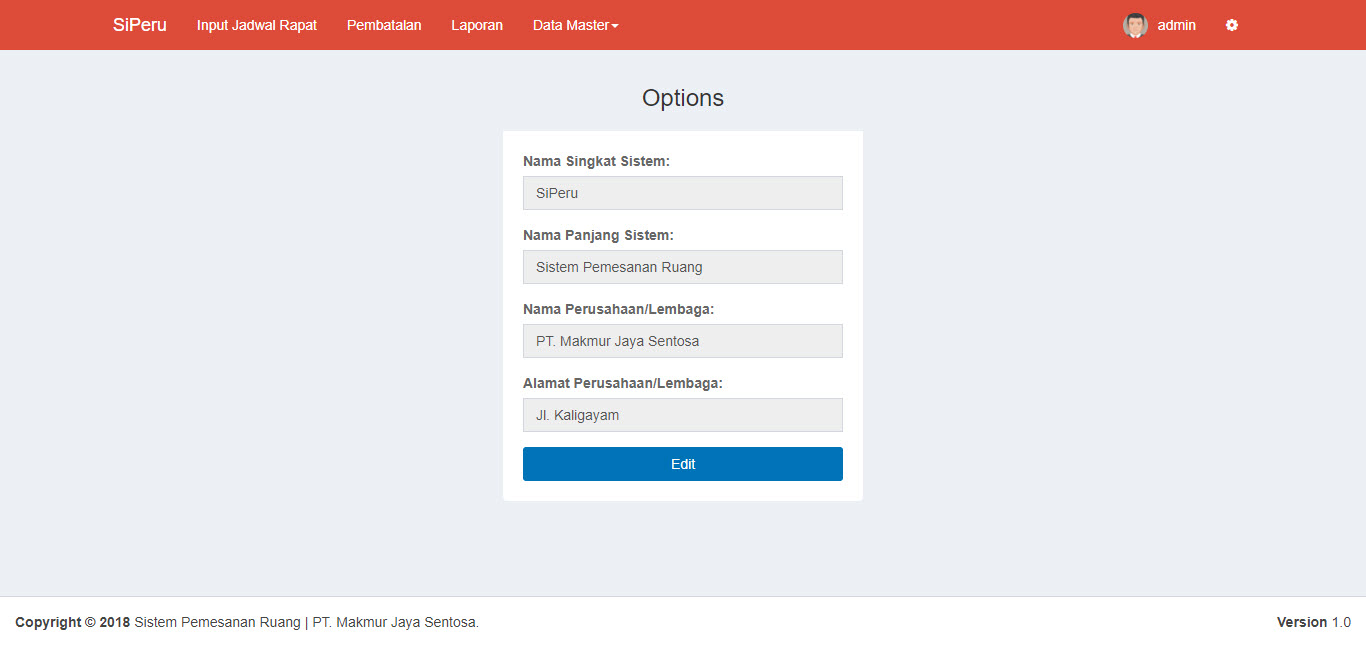 SiPeru Input Jadwal Rapat Pembatalan Laporan Data Master admin
Options
Nama Singkat Sistem:
SiPeru
Nama Panjang Sistem:
Sistem Pemesanan Ruang
Nama Perusahaan/Lembaga:
PT. Makmur Jaya Sentosa
Alamat Perusahaan/Lembaga:
Jl. Kaligayam
Edit
Copyright © 2018 Sistem Pemesanan Ruang | PT. Makmur Jaya Sentosa. Version 1.0